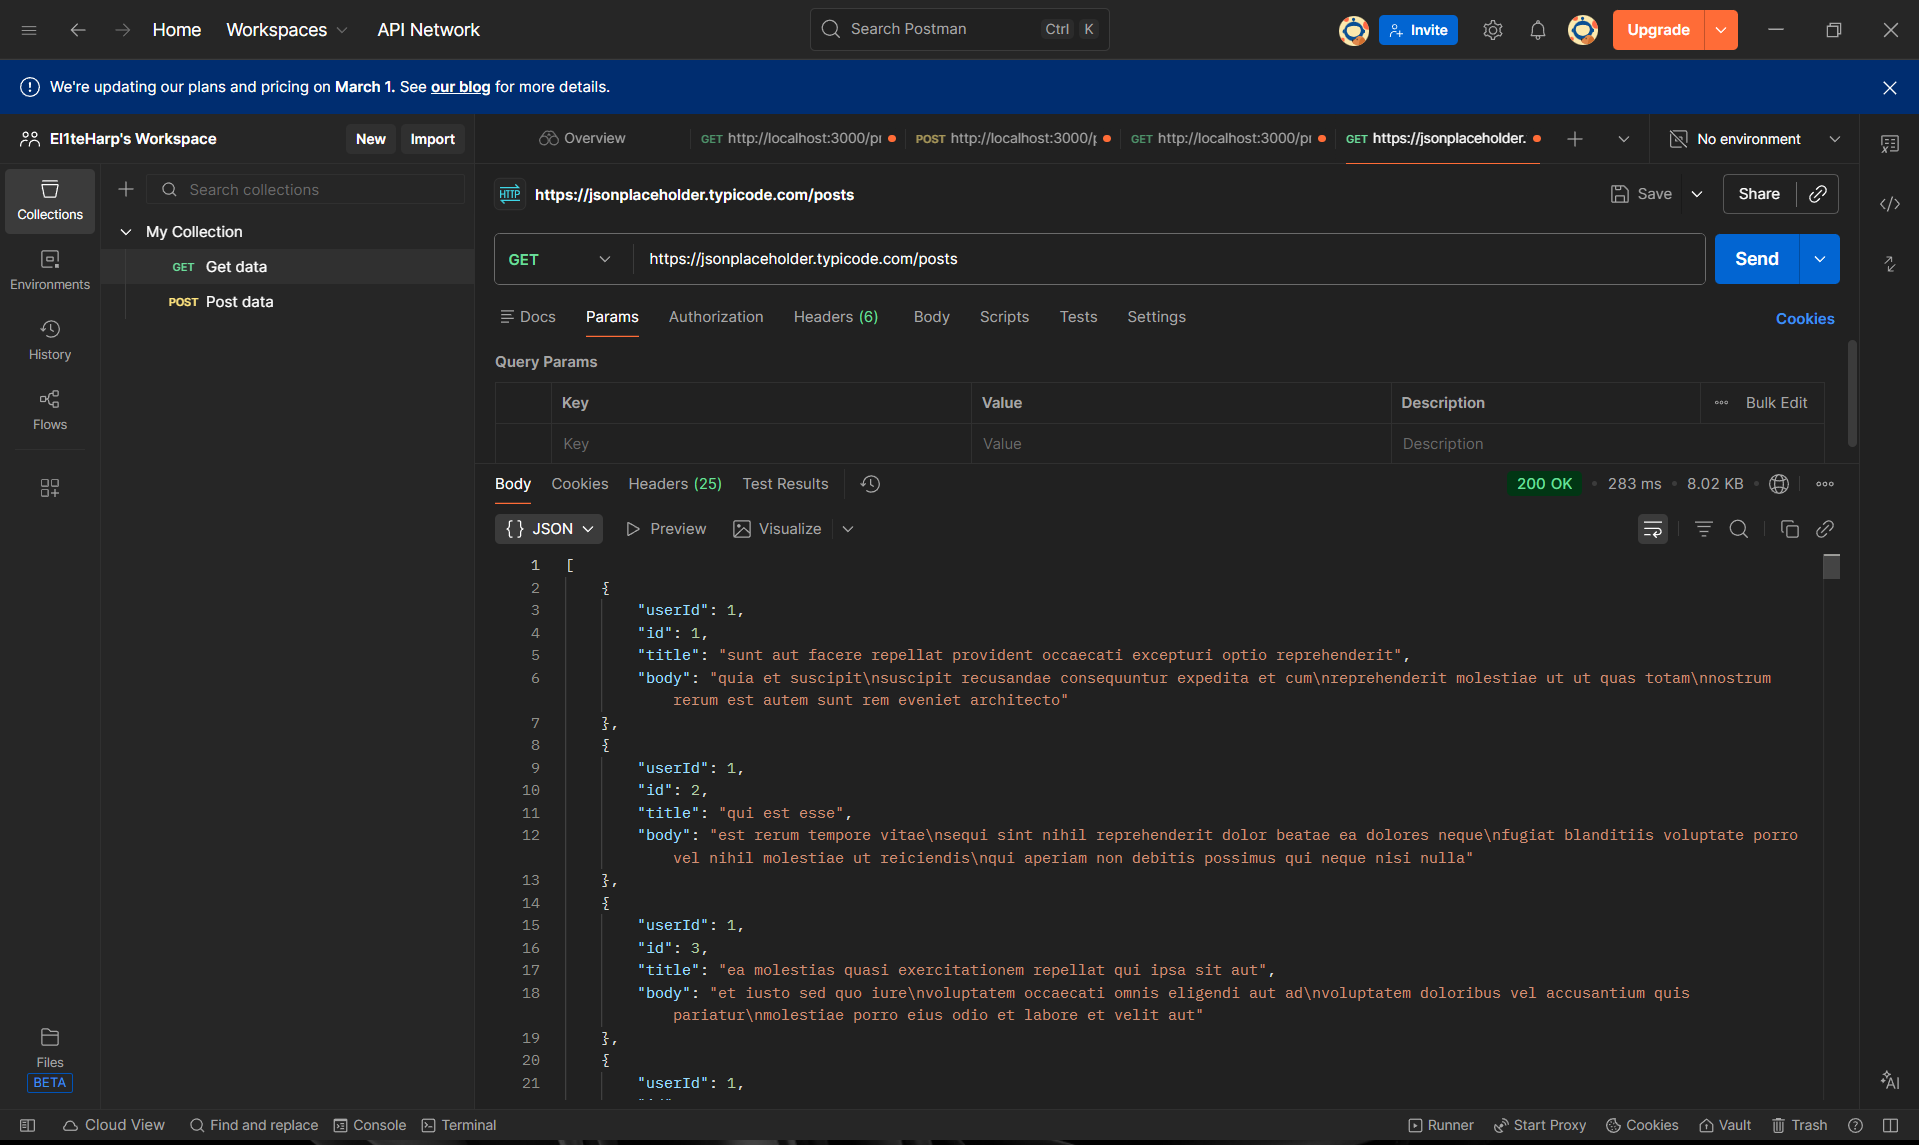 Home Workspaces API Network Search Postman Ctrl K Invite Upgrade
We're updating our plans and pricing on March 1. See our blog for more details.
El1teHarp's Workspace New Import Overview GET http://localhost:3000/p POST http://localhost:3000/ GET http://localhost:3000/p GET https://jsonplaceholder. No environment
Search collections
https://jsonplaceholder.typicode.com/posts Save Share
Collections
My Collection
GET Get data
GET https://jsonplaceholder.typicode.com/posts Send
Environments
POST Post data
Docs Params Authorization Headers (6) Body Scripts Tests Settings Cookies
History
Query Params
Key Value Description Bulk Edit
Flows
Key Value Description
Body Cookies Headers (25) Test Results 200 OK 283 ms 8.02 KB
{} JSON Preview Visualize
1 [
2 {
3 "userId": 1,
4 "id": 1,
5 "title": "sunt aut facere repellat provident occaecati excepturi optio reprehenderit",
6 "body": "quia et suscipit\nsuscipit recusandae consequuntur expedita et cum\nreprehenderit molestiae ut ut quas totam\nnostrum
rerum est autem sunt rem eveniet architecto"
7 },
8 {
9 "userId": 1,
10 "id": 2,
11 "title": "qui est esse",
12 "body": "est rerum tempore vitae\nsequi sint nihil reprehenderit dolor beatae ea dolores neque\nfugiat blanditiis voluptate porro
vel nihil molestiae ut reiciendis\nqui aperiam non debitis possimus qui neque nisi nulla"
13 },
14 {
15 "userId": 1,
16 "id": 3,
17 "title": "ea molestias quasi exercitationem repellat qui ipsa sit aut",
18 "body": "et iusto sed quo iure\nvoluptatem occaecati omnis eligendi aut ad\nvoluptatem doloribus vel accusantium quis
pariatur\nmolestiae porro eius odio et labore et velit aut"
19 },
20 {
21 "userId": 1,
Files
BETA
AI
Cloud View Find and replace Console Terminal Runner Start Proxy Cookies Vault Trash